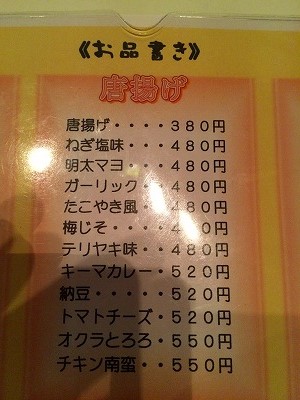 《お品書き》
唐揚げ
唐揚げ・・・・380円
ねぎ塩味・・480円
明太マヨ・・480円
ガーリック・・480円
たこやき風・・480円
梅じそ・・・480円
テリヤキ味・・480円
キーマカレー・520円
納豆・・・・・520円
トマトチーズ・520円
オクラとろろ・550円
チキン南蛮・・550円